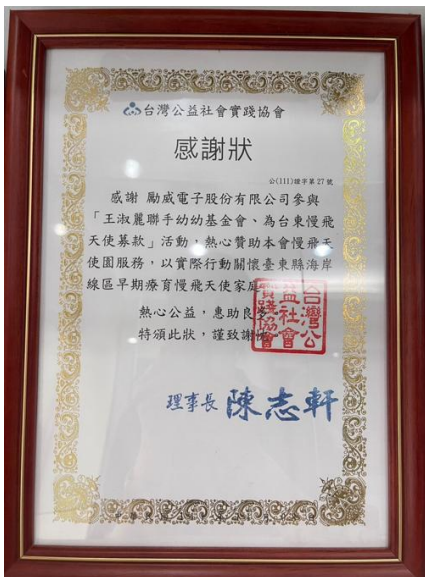 台灣公益社會實踐協會
感謝狀
公(111)謝字第27號
感謝 勵威電子股份有限公司參與
「王淑麗聯手幼幼基金會、為台東慢飛
天使募款」活動，熱心贊助本會慢飛天
使園服務，以實際行動關懷臺東縣海岸
線區早期療育慢飛天使家庭
熱心公益，惠助良多
特頒此狀，謹致謝忱。
台灣公
益社會
實踐協會
理事長 陳志軒